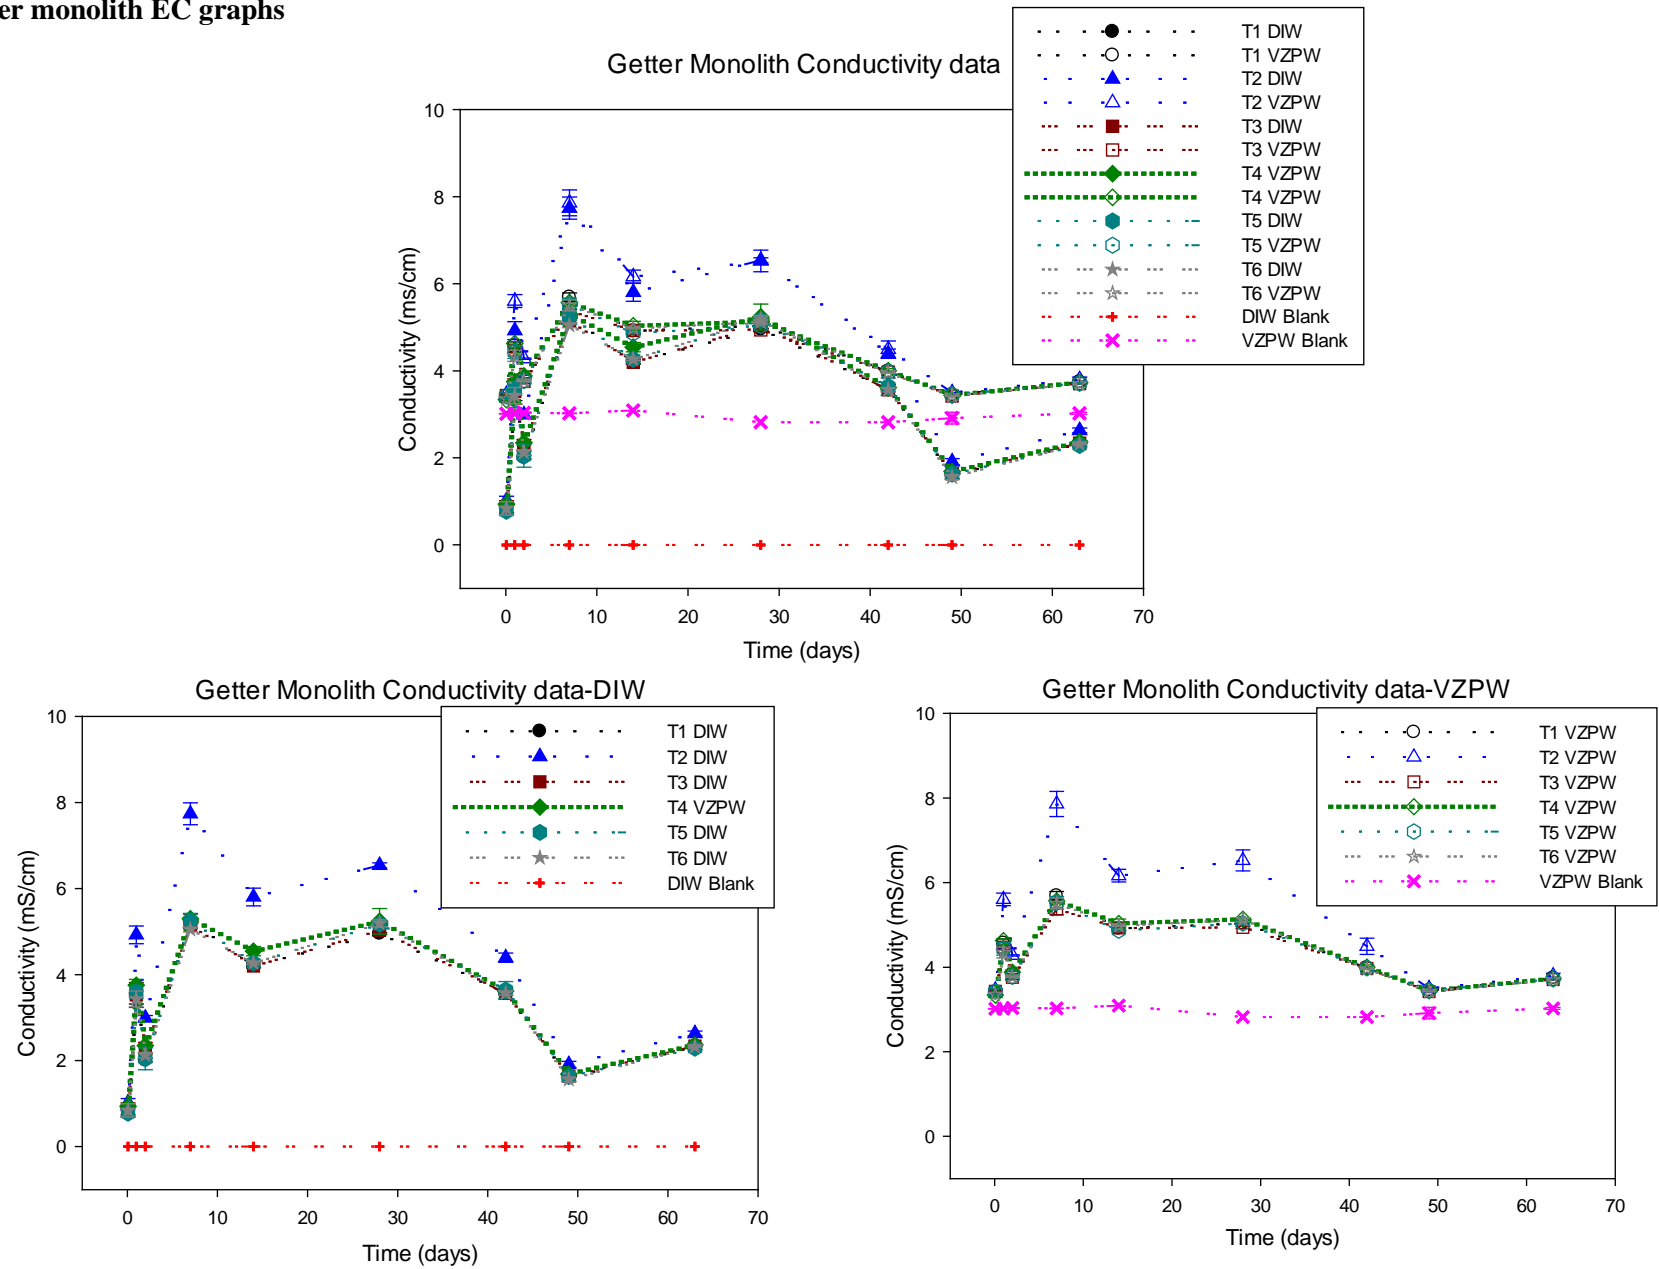 er monolith EC graphs
Getter Monolith Conductivity data
T1 DIW
T1 VZPW
T2 DIW
T2 VZPW
T3 DIW
T3 VZPW
T4 VZPW
T4 VZPW
T5 DIW
T5 VZPW
T6 DIW
T6 VZPW
DIW Blank
VZPW Blank
Conductivity (ms/cm)
10
8
6
4
2
0
0 10 20 30 40 50 60 70
Time (days)
Getter Monolith Conductivity data-DIW
T1 DIW
T2 DIW
T3 DIW
T4 VZPW
T5 DIW
T6 DIW
DIW Blank
Conductivity (mS/cm)
10
8
6
4
2
0
0 10 20 30 40 50 60 70
Time (days)
Getter Monolith Conductivity data-VZPW
T1 VZPW
T2 VZPW
T3 VZPW
T4 VZPW
T5 VZPW
T6 VZPW
VZPW Blank
Conductivity (mS/cm)
10
8
6
4
2
0
0 10 20 30 40 50 60 70
Time (days)